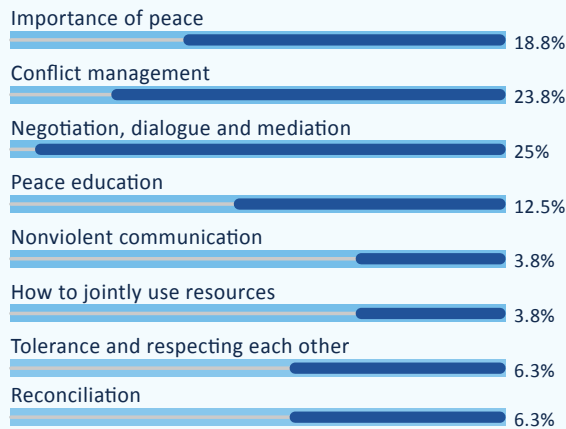 Importance of peace
18.8%
Conflict management
23.8%
Negotiation, dialogue and mediation
25%
Peace education
12.5%
Nonviolent communication
3.8%
How to jointly use resources
3.8%
Tolerance and respecting each other
6.3%
Reconciliation
6.3%